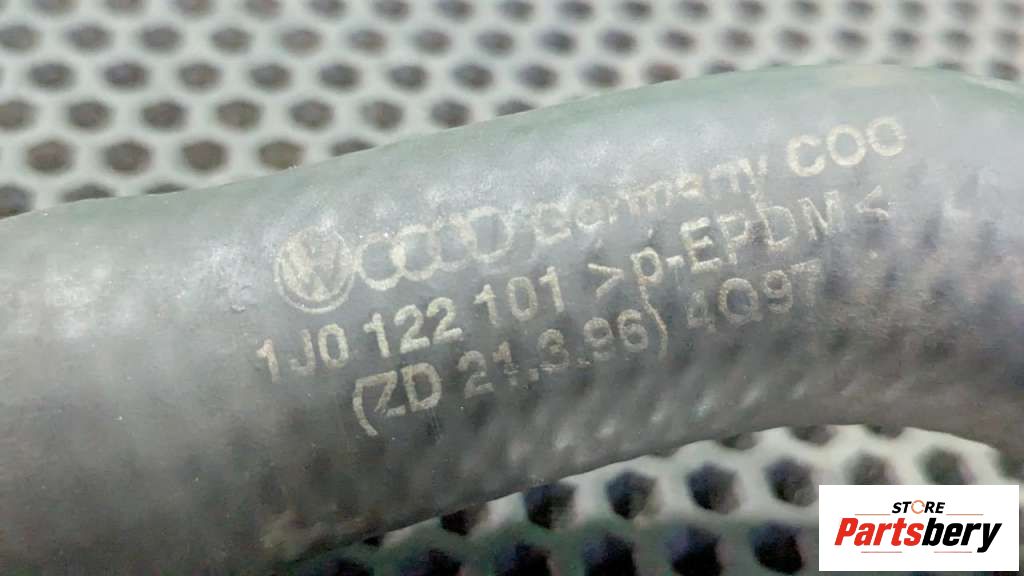 Germany COO
1J0 122 101 >p-EPDM<
(ZD 21.3.96) 4Q97
STORE
Partsbery